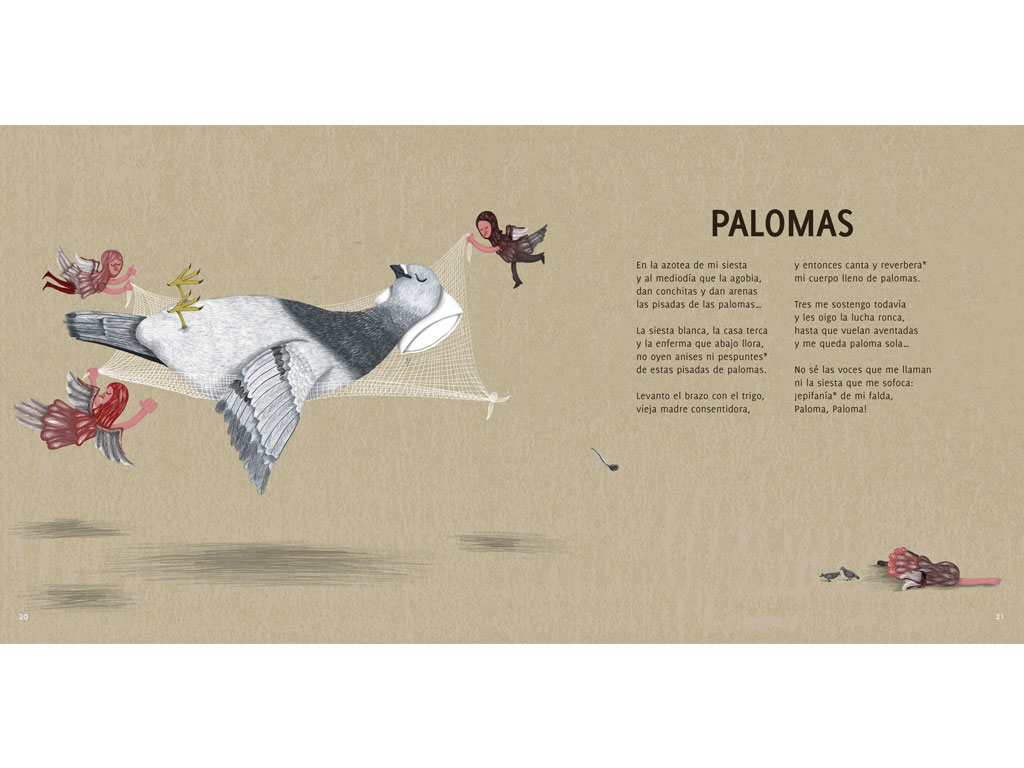 PALOMAS
En la azotea de mi siesta
y al mediodía que la agobia,
dan conchitas y dan arenas
las pisadas de las palomas…
La siesta blanca, la casa terca
y la enferma que abajo llora,
no oyen anises ni pespuntes*
de estas pisadas de palomas.
Levanto el brazo con el trigo,
vieja madre consentidora,
y entonces canta y reverbera*
mi cuerpo lleno de palomas.
Tres me sostengo todavía
y les oigo la lucha ronca,
hasta que vuelan aventadas
y me queda paloma sola…
No sé las voces que me llaman
ni la siesta que me sofoca:
¡epifanía* de mi falda,
Paloma, Paloma!
20
21